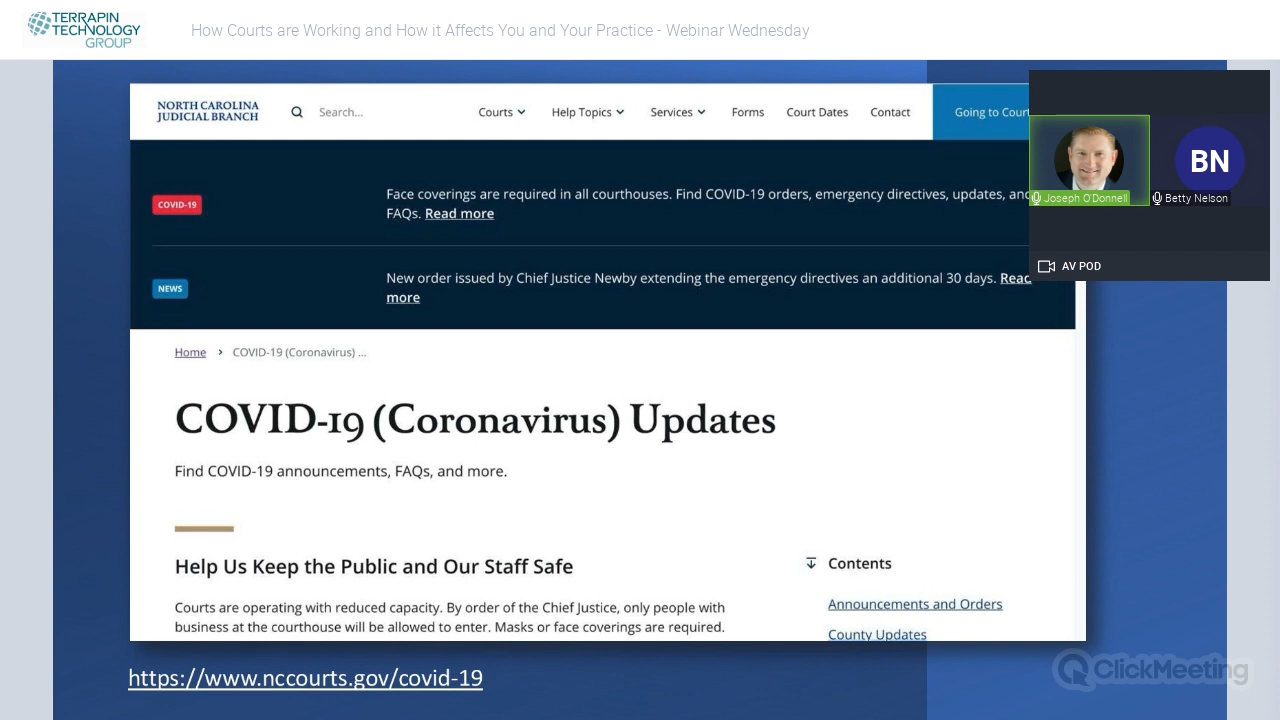 TERRAPIN
TECHNOLOGY
GROUP
How Courts are Working and How it Affects You and Your Practice - Webinar Wednesday
NORTH CAROLINA
JUDICIAL BRANCH
Search...
Courts
Help Topics
Services
Forms
Court Dates
Contact
Going to Court
COVID-19
Face coverings are required in all courthouses. Find COVID-19 orders, emergency directives, updates, and
FAQs. Read more
NEWS
New order issued by Chief Justice Newby extending the emergency directives an additional 30 days. Read
more
BN
Joseph O'Donnell
Betty Nelson
AV POD
Home
COVID-19 (Coronavirus) ...
COVID-19 (Coronavirus) Updates
Find COVID-19 announcements, FAQs, and more.
Help Us Keep the Public and Our Staff Safe
Courts are operating with reduced capacity. By order of the Chief Justice, only people with
business at the courthouse will be allowed to enter. Masks or face coverings are required.
Contents
Announcements and Orders
County Updates
https://www.nccourts.gov/covid-19
ClickMeeting